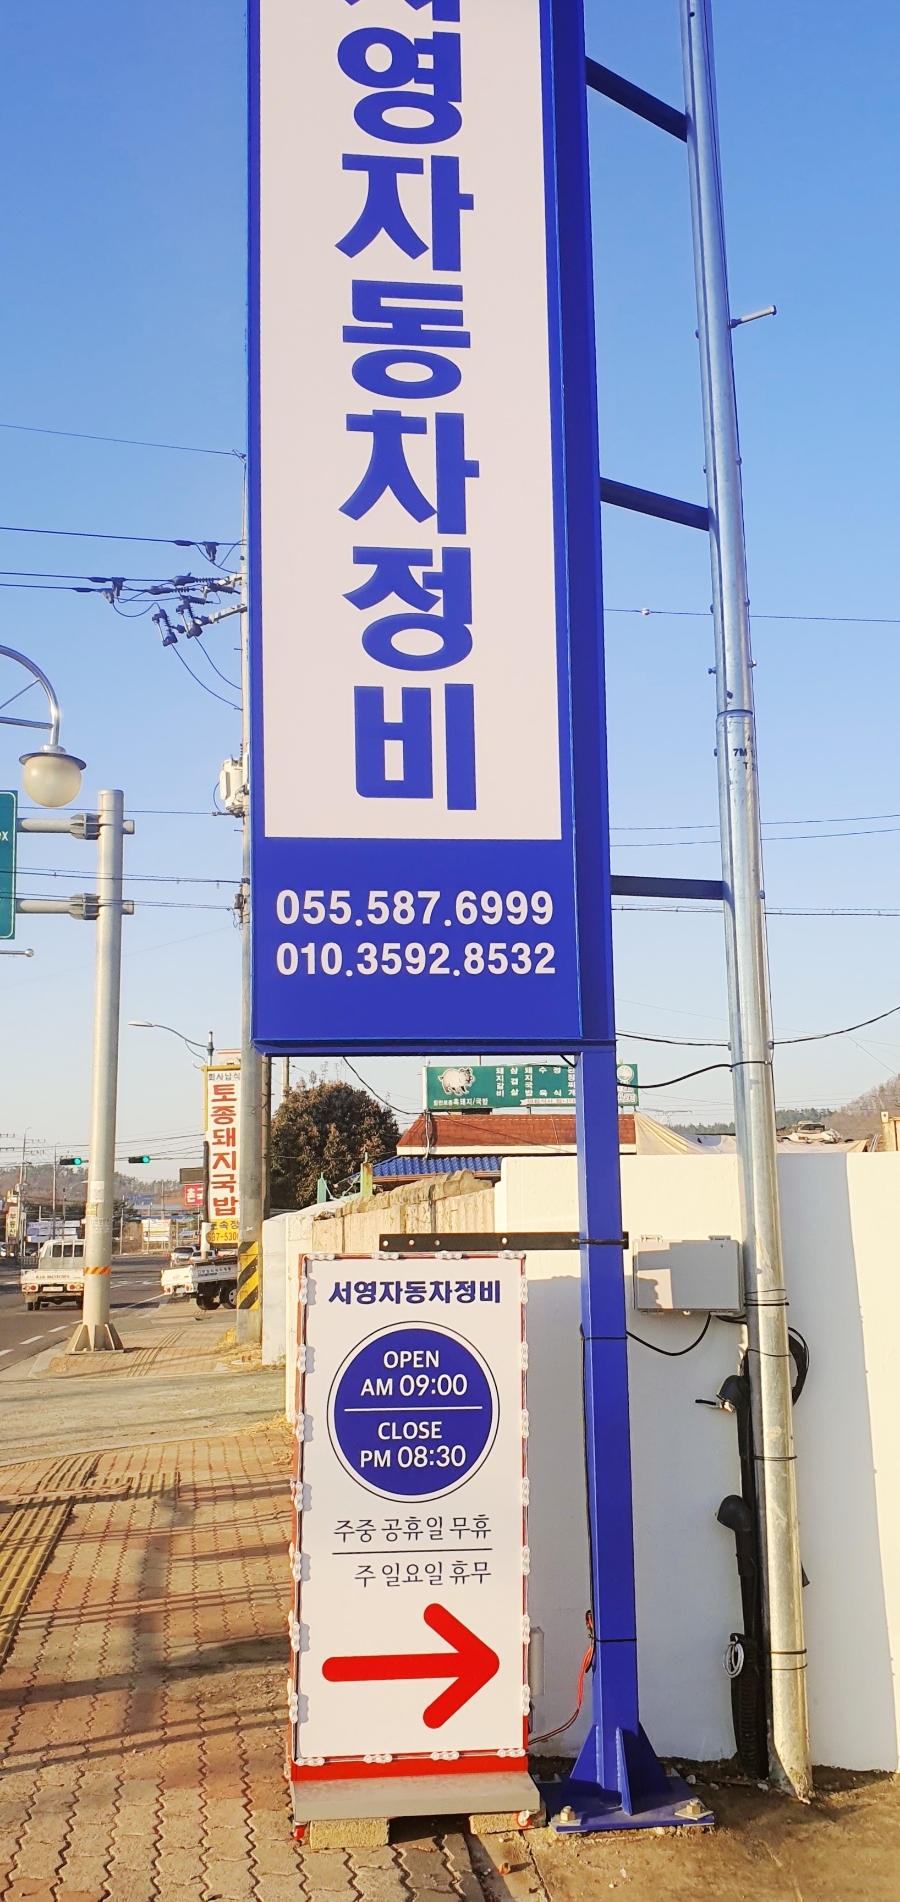 서영자동차정비
055.587.6999
010.3592.8532
서영자동차정비
OPEN
AM 09:00
CLOSE
PM 08:30
주중 공휴일 무휴
주 일요일 휴무
토종돼지국밥
7M